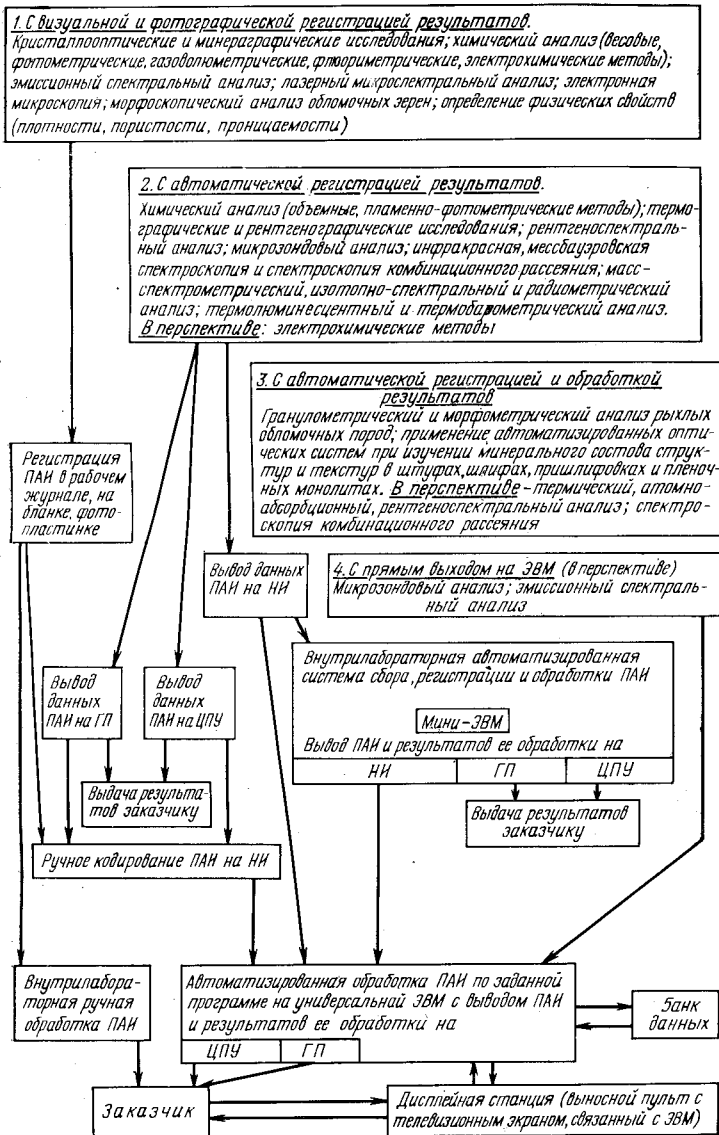 1. С визуальной и фотографической регистрацией результатов.
Кристаллооптические и минераграфические исследования; химический анализ (весовые,
фотометрические, газоволюметрические, флюориметрические, электрохимические методы);
эмиссионный спектральный анализ; лазерный микроспектральный анализ; электронная
микроскопия; морфоскопический анализ обломочных зерен; определение физических свойств
(плотности, пористости, проницаемости)
2. С автоматической регистрацией результатов.
Химический анализ (объемные, пламенно-фотометрические методы); термо-
графические и рентгенографические исследования; рентгеноспектраль-
ный анализ; микрозондовый анализ; инфракрасная, мессбауэровская
спектроскопия и спектроскопия комбинационного рассеяния; масс-
спектрометрический, изотопно-спектральный и радиометрический
анализ; термолюминесцентный и термобарометрический анализ.
В перспективе: электрохимические методы
3. С автоматической регистрацией и обработкой
результатов
Гранулометрический и морфометрический анализ рыхлых
обломочных пород; применение автоматизированных опти-
ческих систем при изучении минерального состава струк-
тур и текстур в штуфах, шлифах, пришлифовках и пленоч-
ных монолитах. В перспективе – термический, атомно-
абсорбционный, рентгеноспектральный анализ; спектро-
скопия комбинационного рассеяния
Регистрация
ПАИ в рабочем
журнале, на
бланке, фото-
пластинке
Вывод данных
ПАИ на НИ
4. С прямым выходом на ЭВМ (в перспективе)
Микрозондовый анализ; эмиссионный спектраль-
ный анализ
Внутрилабораторная автоматизированная
система сбора, регистрации и обработки ПАИ
Мини-ЭВМ
Вывод ПАИ и результатов ее обработки на
НИ ГП ЦПУ
Вывод
данных
ПАИ на ГП
Вывод
данных
ПАИ на ЦПУ
Выдача результа-
тов заказчику
Выдача результатов
заказчику
Ручное кодирование ПАИ на НИ
Внутрилабора-
торная ручная
обработка ПАИ
Автоматизированная обработка ПАИ по заданной
программе на универсальной ЭВМ с выводом ПАИ
и результатов ее обработки на
ЦПУ ГП
Банк
данных
Заказчик
Дисплейная станция (выносной пульт с
телевизионным экраном, связанный с ЭВМ)